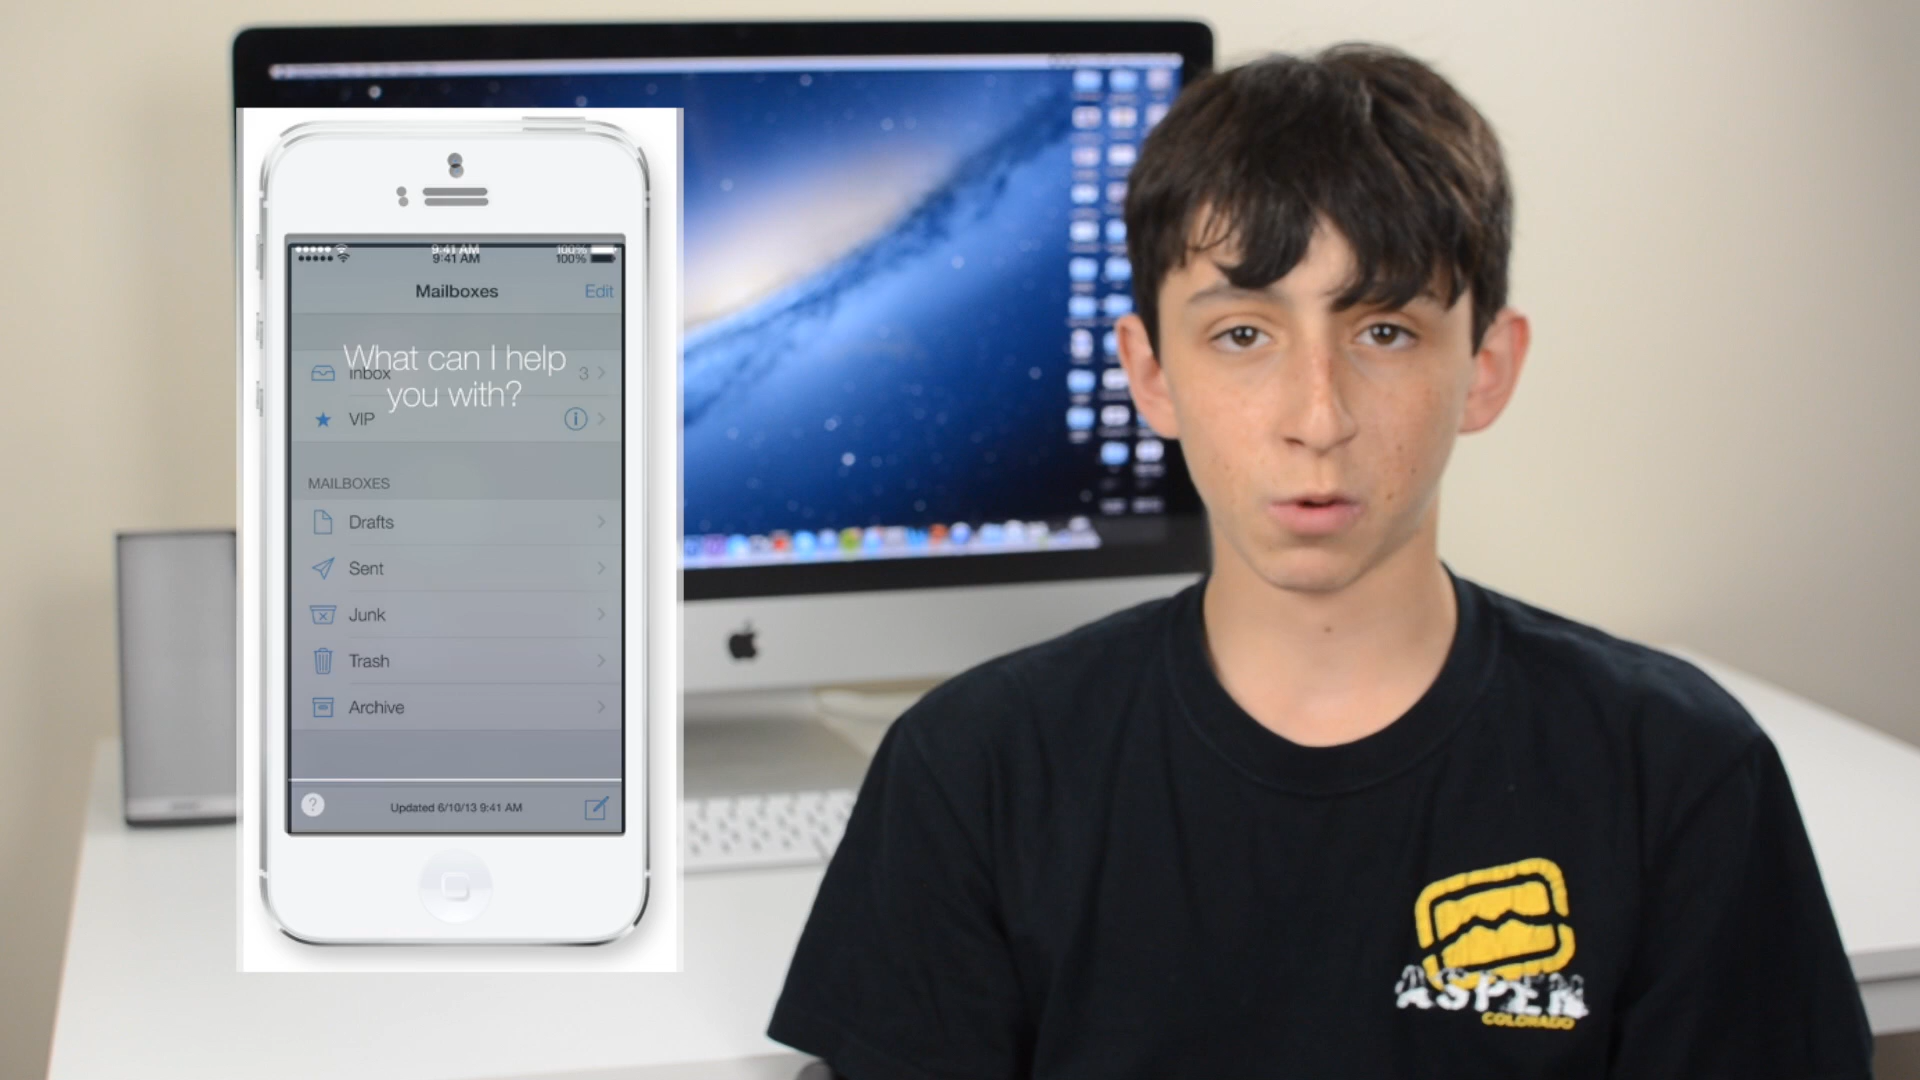 9:41 AM 100%
9:41 AM 100%
Mailboxes Edit
What can I help
you with?
Inbox 3
VIP
MAILBOXES
Drafts
Sent
Junk
Trash
Archive
? Updated 6/10/13 9:41 AM
ASPEN
COLORADO